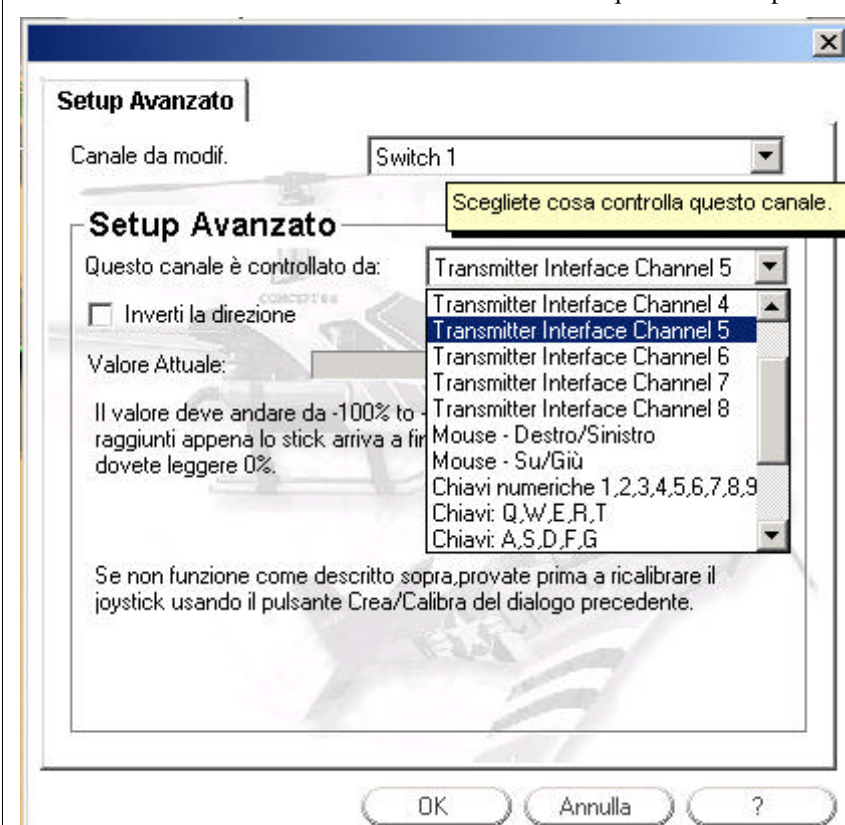 Setup Avanzato
Canale da modif.
Switch 1
Scegliete cosa controlla questo canale.
Setup Avanzato
Questo canale è controllato da:
Transmitter Interface Channel 5
Inverti la direzione
Transmitter Interface Channel 4
Transmitter Interface Channel 5
Transmitter Interface Channel 6
Transmitter Interface Channel 7
Transmitter Interface Channel 8
Mouse - Destro/Sinistro
Mouse - Su/Giù
Chiavi numeriche 1,2,3,4,5,6,7,8,9
Chiavi: Q,W,E,R,T
Chiavi: A,S,D,F,G
Valore Attuale:
Il valore deve andare da -100% to -
raggiunti appena lo stick arriva a fin
dovete leggere 0%.
Se non funzione come descritto sopra,provate prima a ricalibrare il
joystick usando il pulsante Crea/Calibra del dialogo precedente.
OK
Annulla
?